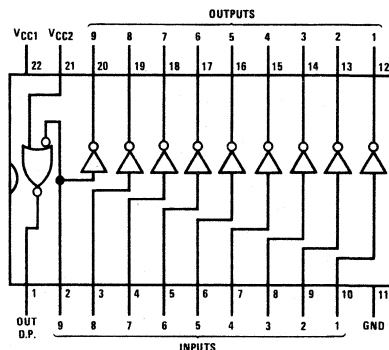 OUTPUTS
VCC1 VCC2 9 8 7 6 5 4 3 2 1
22 21 20 19 18 17 16 15 14 13 12
1 2 3 4 5 6 7 8 9 10 11
OUT D.P. 9 8 7 6 5 4 3 2 1 GND
INPUTS